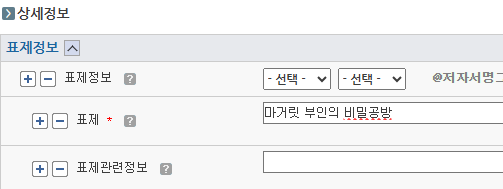 상세정보
표제정보
표제정보 - 선택 - - 선택 - @저자서명그
표제 * 마거릿 부인의 비밀공방
표제관련정보